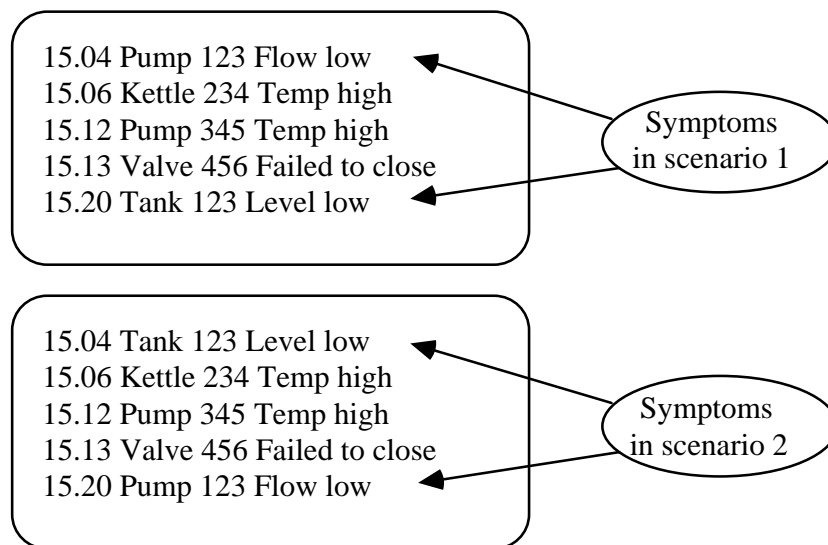 15.04 Pump 123 Flow low
15.06 Kettle 234 Temp high
15.12 Pump 345 Temp high
15.13 Valve 456 Failed to close
15.20 Tank 123 Level low
Symptoms
in scenario 1
15.04 Tank 123 Level low
15.06 Kettle 234 Temp high
15.12 Pump 345 Temp high
15.13 Valve 456 Failed to close
15.20 Pump 123 Flow low
Symptoms
in scenario 2